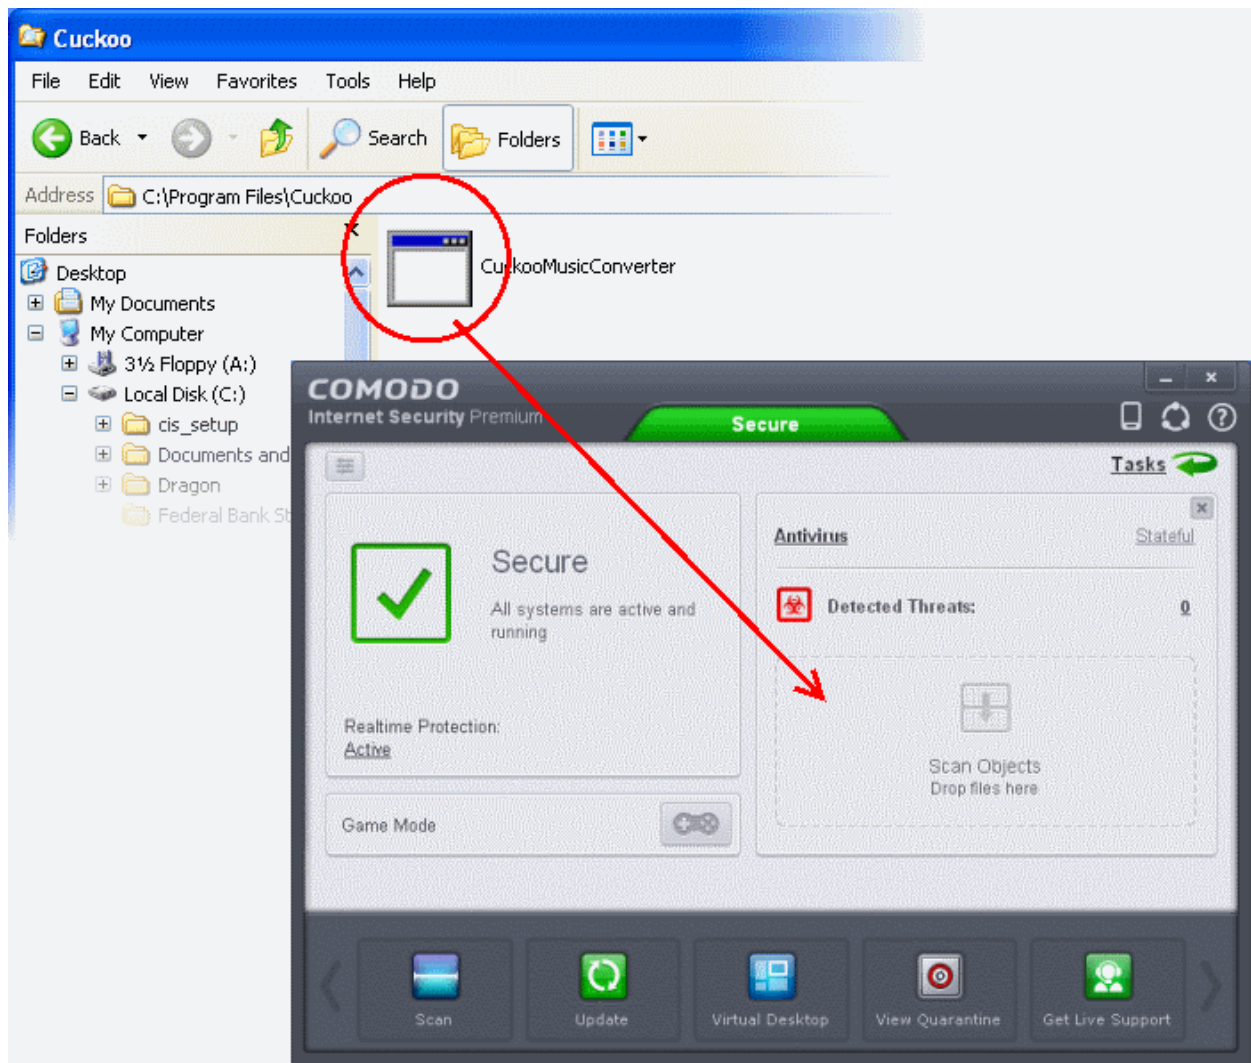 Cuckoo
File Edit View Favorites Tools Help
Back Search Folders
Address C:\Program Files\Cuckoo
Folders
Desktop
My Documents
My Computer
3½ Floppy (A:)
Local Disk (C:)
cis_setup
Documents and
Dragon
Federal Bank St
CuckooMusicConverter
COMODO
Internet Security Premium
Secure
Tasks
Secure
All systems are active and
running
Realtime Protection:
Active
Game Mode
Antivirus Stateful
Detected Threats: 0
Scan Objects
Drop files here
Scan Update Virtual Desktop View Quarantine Get Live Support